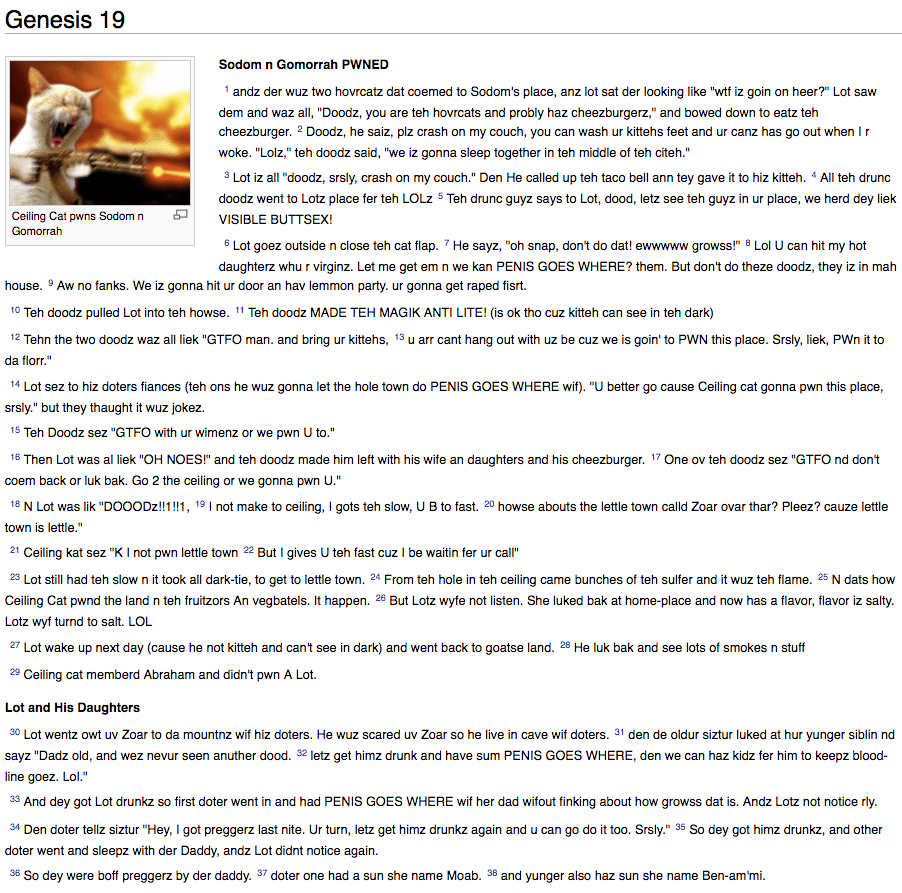 Genesis 19
Ceiling Cat pwns Sodom n
Gomorrah
Sodom n Gomorrah PWNED
1 andz der wuz two hovrcatz dat coemed to Sodom's place, anz lot sat der looking like "wtf iz goin on heer?" Lot saw
dem and waz all, "Doodz, you are teh hovrcats and probly haz cheezburgerz," and bowed down to eatz teh
cheezburger. 2 Doodz, he saiz, plz crash on my couch, you can wash ur kittehs feet and ur canz has go out when I r
woke. "Lolz," teh doodz said, "we iz gonna sleep together in teh middle of teh citeh."
3 Lot iz all "doodz, srsly, crash on my couch." Den He called up teh taco bell ann tey gave it to hiz kitteh. 4 All teh drunc
doodz went to Lotz place fer teh LOLz 5 Teh drunc guyz says to Lot, dood, letz see teh guyz in ur place, we herd dey liek
VISIBLE BUTTSEX!
6 Lot goez outside n close teh cat flap. 7 He sayz, "oh snap, don't do dat! ewwwww growss!" 8 Lol U can hit my hot
daughterz whu r virginz. Let me get em n we kan PENIS GOES WHERE? them. But don't do theze doodz, they iz in mah
house. 9 Aw no fanks. We iz gonna hit ur door an hav lemmon party. ur gonna get raped fisrt.
10 Teh doodz pulled Lot into teh howse. 11 Teh doodz MADE TEH MAGIK ANTI LITE! (is ok tho cuz kitteh can see in teh dark)
12 Tehn the two doodz waz all liek "GTFO man. and bring ur kittehs, 13 u arr cant hang out with uz be cuz we is goin' to PWN this place. Srsly, liek, PWn it to
da florr."
14 Lot sez to hiz doters fiances (teh ons he wuz gonna let the hole town do PENIS GOES WHERE wif). "U better go cause Ceiling cat gonna pwn this place,
srsly." but they thaught it wuz jokez.
15 Teh Doodz sez "GTFO with ur wimenz or we pwn U to."
16 Then Lot was al liek "OH NOES!" and teh doodz made him left with his wife an daughters and his cheezburger. 17 One ov teh doodz sez "GTFO nd don't
coem back or luk bak. Go 2 the ceiling or we gonna pwn U."
18 N Lot was lik "DOOODz!!1!!1, 19 I not make to ceiling, I gots teh slow, U B to fast. 20 howse abouts the lettle town calld Zoar ovar thar? Pleez? cauze lettle
town is lettle."
21 Ceiling kat sez "K I not pwn lettle town 22 But I gives U teh fast cuz I be waitin fer ur call"
23 Lot still had teh slow n it took all dark-tie, to get to lettle town. 24 From teh hole in teh ceiling came bunches of teh sulfer and it wuz teh flame. 25 N dats how
Ceiling Cat pwnd the land n teh fruitzors An vegbatels. It happen. 26 But Lotz wyfe not listen. She luked bak at home-place and now has a flavor, flavor iz salty.
Lotz wyf turnd to salt. LOL
27 Lot wake up next day (cause he not kitteh and can't see in dark) and went back to goatse land. 28 He luk bak and see lots of smokes n stuff
29 Ceiling cat memberd Abraham and didn't pwn A Lot.
Lot and His Daughters
30 Lot wentz owt uv Zoar to da mountnz wif hiz doters. He wuz scared uv Zoar so he live in cave wif doters. 31 den de oldur siztur luked at hur yunger siblin nd
sayz "Dadz old, and wez nevur seen anuther dood. 32 letz get himz drunk and have sum PENIS GOES WHERE, den we can haz kidz fer him to keepz blood-
line goez. Lol."
33 And dey got Lot drunkz so first doter went in and had PENIS GOES WHERE wif her dad wifout finking about how growss dat is. Andz Lotz not notice rly.
34 Den doter tellz siztur "Hey, I got preggerz last nite. Ur turn, letz get himz drunkz again and u can go do it too. Srsly." 35 So dey got himz drunkz, and other
doter went and sleepz with der Daddy, andz Lot didnt notice again.
36 So dey were boff preggerz by der daddy. 37 doter one had a sun she name Moab. 38 and yunger also haz sun she name Ben-am'mi.